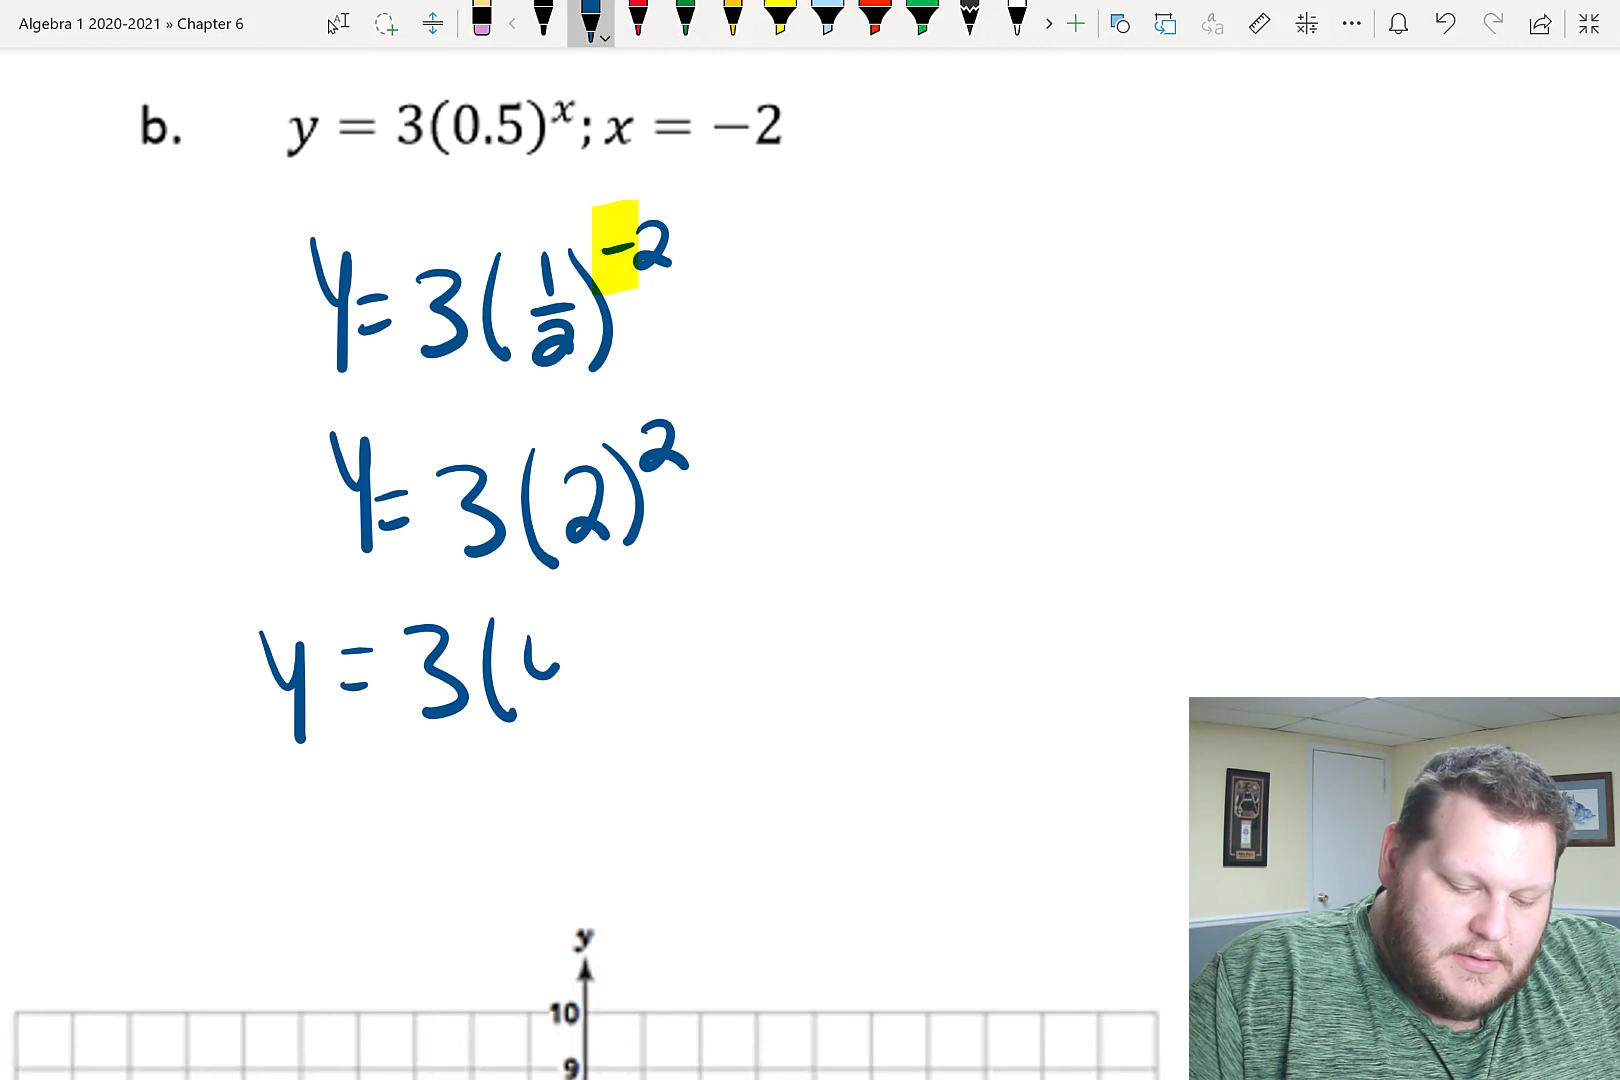 Algebra 1 2020-2021 » Chapter 6
b. y = 3(0.5)^x; x = −2
y = 3(1/2)^-2
y = 3(2)^2
y = 3(
y
10
9